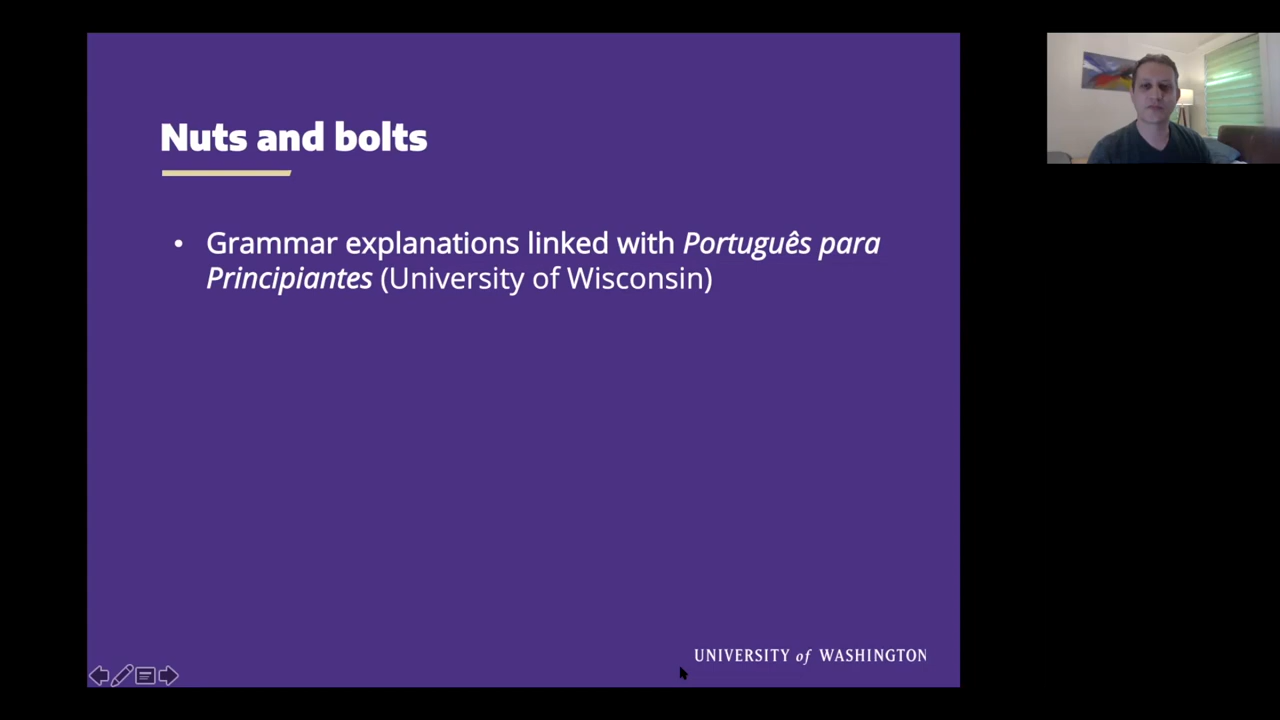 Nuts and bolts
• Grammar explanations linked with Português para
Principiantes (University of Wisconsin)
UNIVERSITY of WASHINGTON